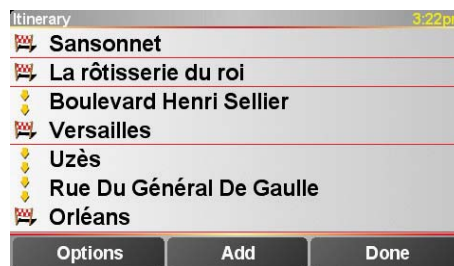 Itinerary 3:22p
Sansonnet
La rôtisserie du roi
Boulevard Henri Sellier
Versailles
Uzès
Rue Du Général De Gaulle
Orléans
Options Add Done